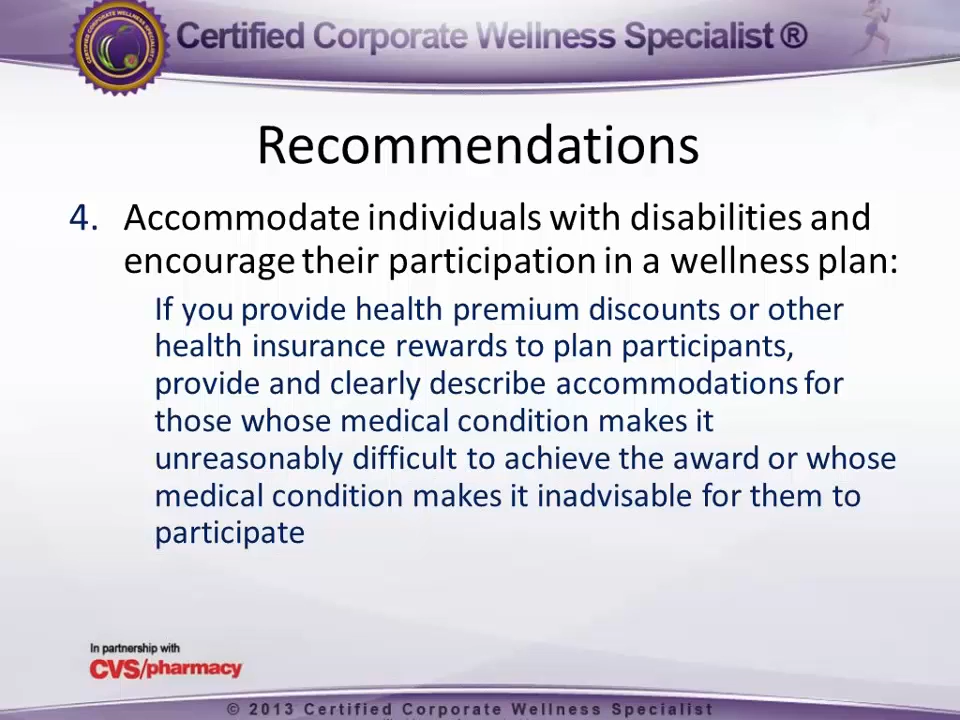 Certified Corporate Wellness Specialist ®
Recommendations
4. Accommodate individuals with disabilities and
encourage their participation in a wellness plan:
If you provide health premium discounts or other
health insurance rewards to plan participants,
provide and clearly describe accommodations for
those whose medical condition makes it
unreasonably difficult to achieve the award or whose
medical condition makes it inadvisable for them to
participate
In partnership with
CVS/pharmacy
© 2013 Certified Corporate Wellness Specialist